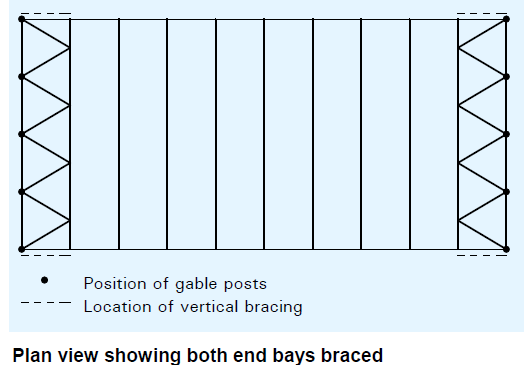 Position of gable posts
Location of vertical bracing
Plan view showing both end bays braced